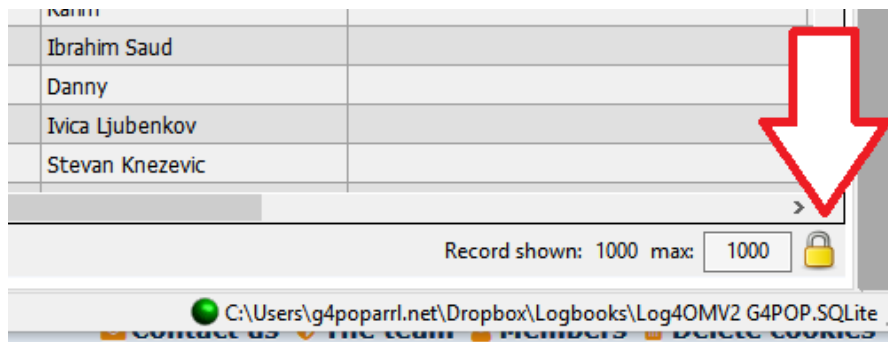 Rahim
Ibrahim Saud
Danny
Ivica Ljubenkov
Stevan Knezevic
Record shown: 1000 max: 1000
C:\Users\g4poparrl.net\Dropbox\Logbooks\Log4OMV2 G4POP.SQLite
Contact us The team Members Delete cookies